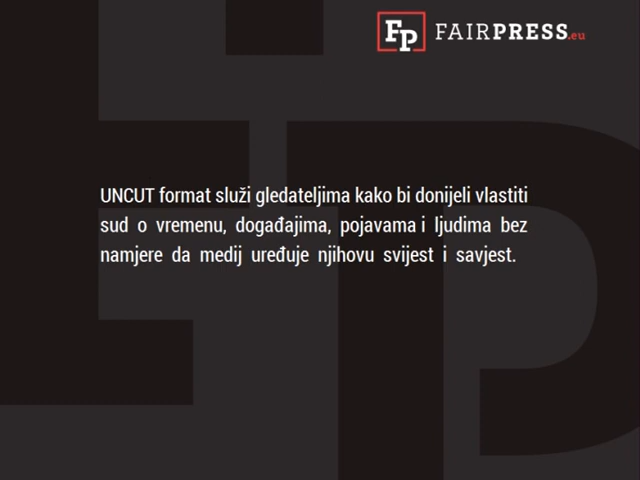 FP FAIRPRESS.eu
UNCUT format služi gledateljima kako bi donijeli vlastiti
sud o vremenu, događajima, pojavama i ljudima bez
namjere da medij uređuje njihovu svijest i savjest.